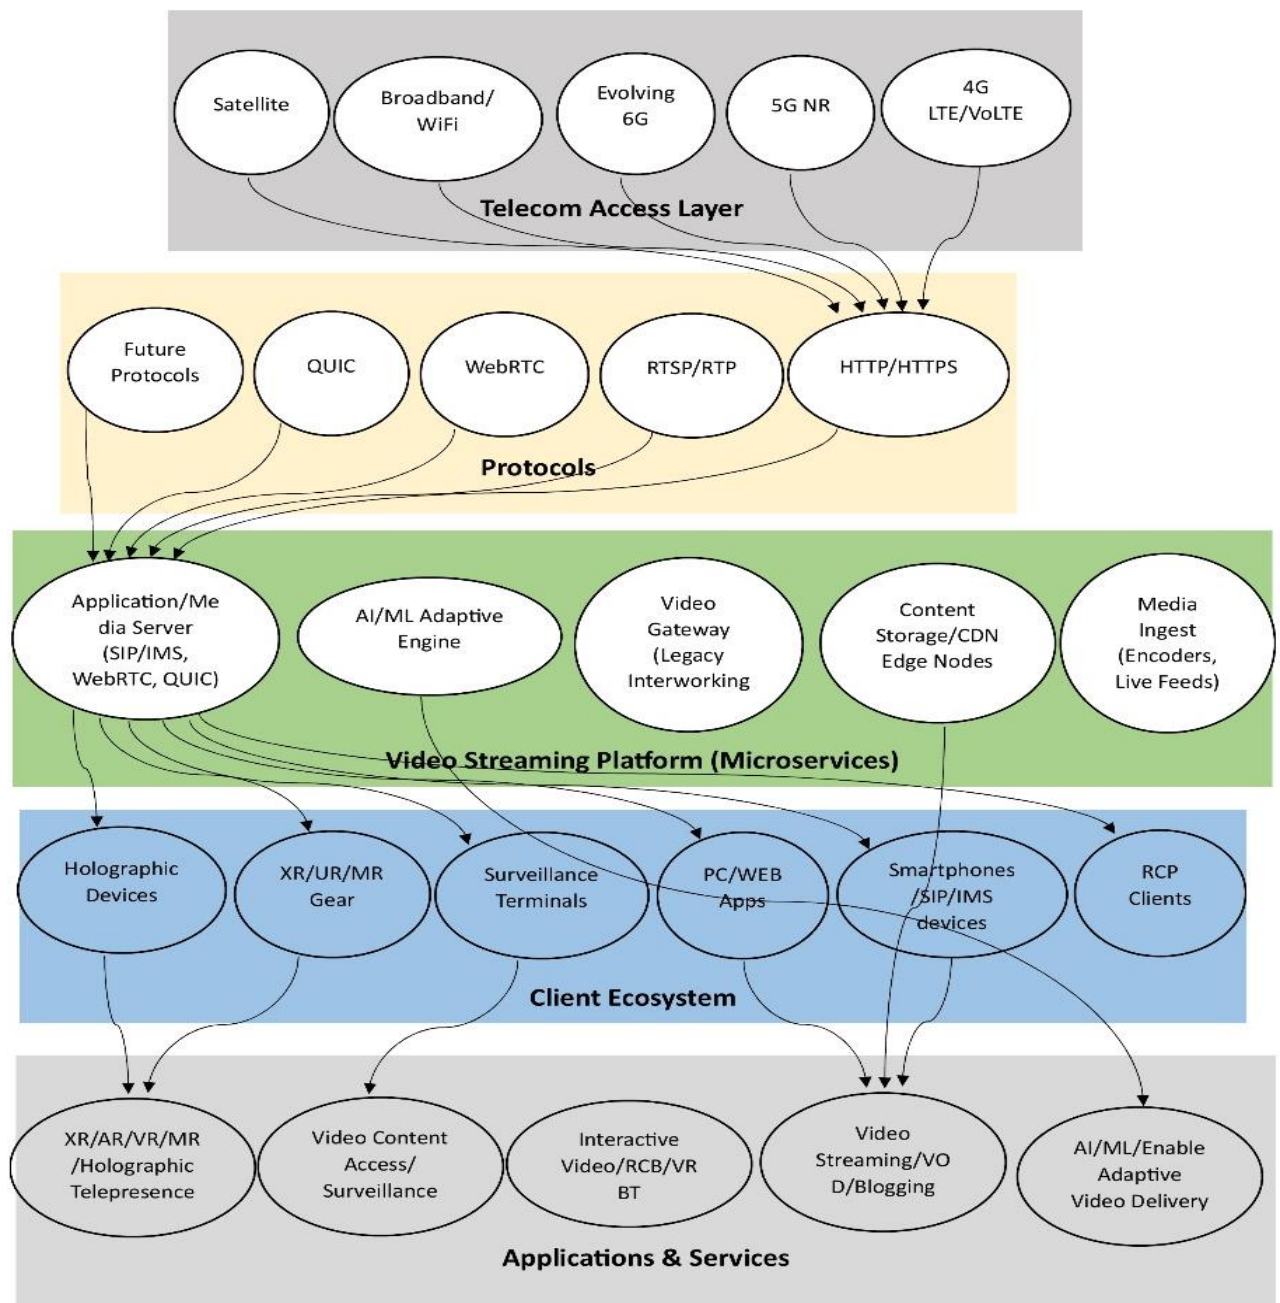 Satellite
Broadband/
WiFi
Evolving
6G
5G NR
4G
LTE/VoLTE
Telecom Access Layer
Future
Protocols
QUIC
WebRTC
RTSP/RTP
HTTP/HTTPS
Protocols
Application/Me
dia Server
(SIP/IMS,
WebRTC, QUIC)
AI/ML Adaptive
Engine
Video
Gateway
(Legacy
Interworking
Content
Storage/CDN
Edge Nodes
Media
Ingest
(Encoders,
Live Feeds)
Video Streaming Platform (Microservices)
Holographic
Devices
XR/UR/MR
Gear
Surveillance
Terminals
PC/WEB
Apps
Smartphones
/SIP/IMS
devices
RCP
Clients
Client Ecosystem
XR/AR/VR/MR
/Holographic
Telepresence
Video Content
Access/
Surveillance
Interactive
Video/RCB/VR
BT
Video
Streaming/VO
D/Blogging
AI/ML/Enable
Adaptive
Video Delivery
Applications & Services